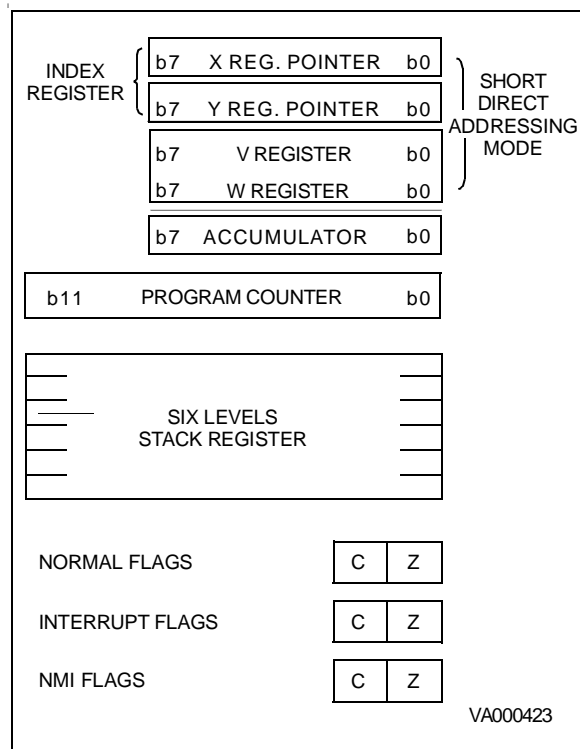 INDEX
REGISTER
b7 X REG. POINTER b0
b7 Y REG. POINTER b0
b7 V REGISTER b0
b7 W REGISTER b0
b7 ACCUMULATOR b0
SHORT
DIRECT
ADDRESSING
MODE
b11 PROGRAM COUNTER b0
SIX LEVELS
STACK REGISTER
NORMAL FLAGS C Z
INTERRUPT FLAGS C Z
NMI FLAGS C Z
VA000423